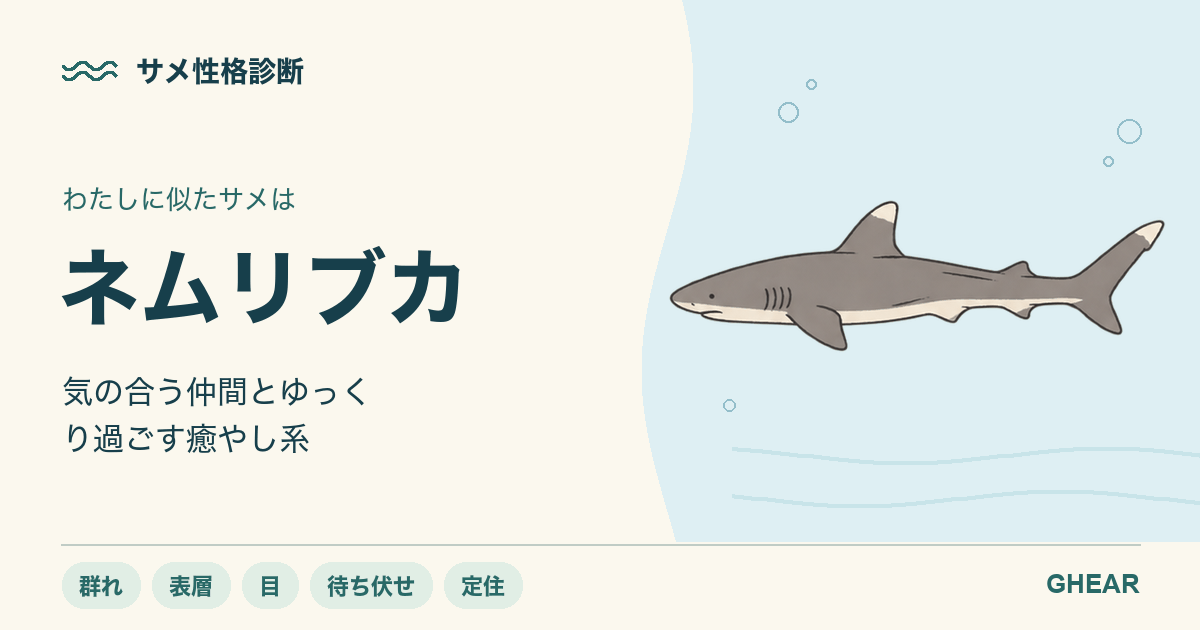 サメ性格診断
わたしに似たサメは
ネムリブカ
気の合う仲間とゆっく
り過ごす癒やし系
群れ 表層 目 待ち伏せ 定住
GHEAR